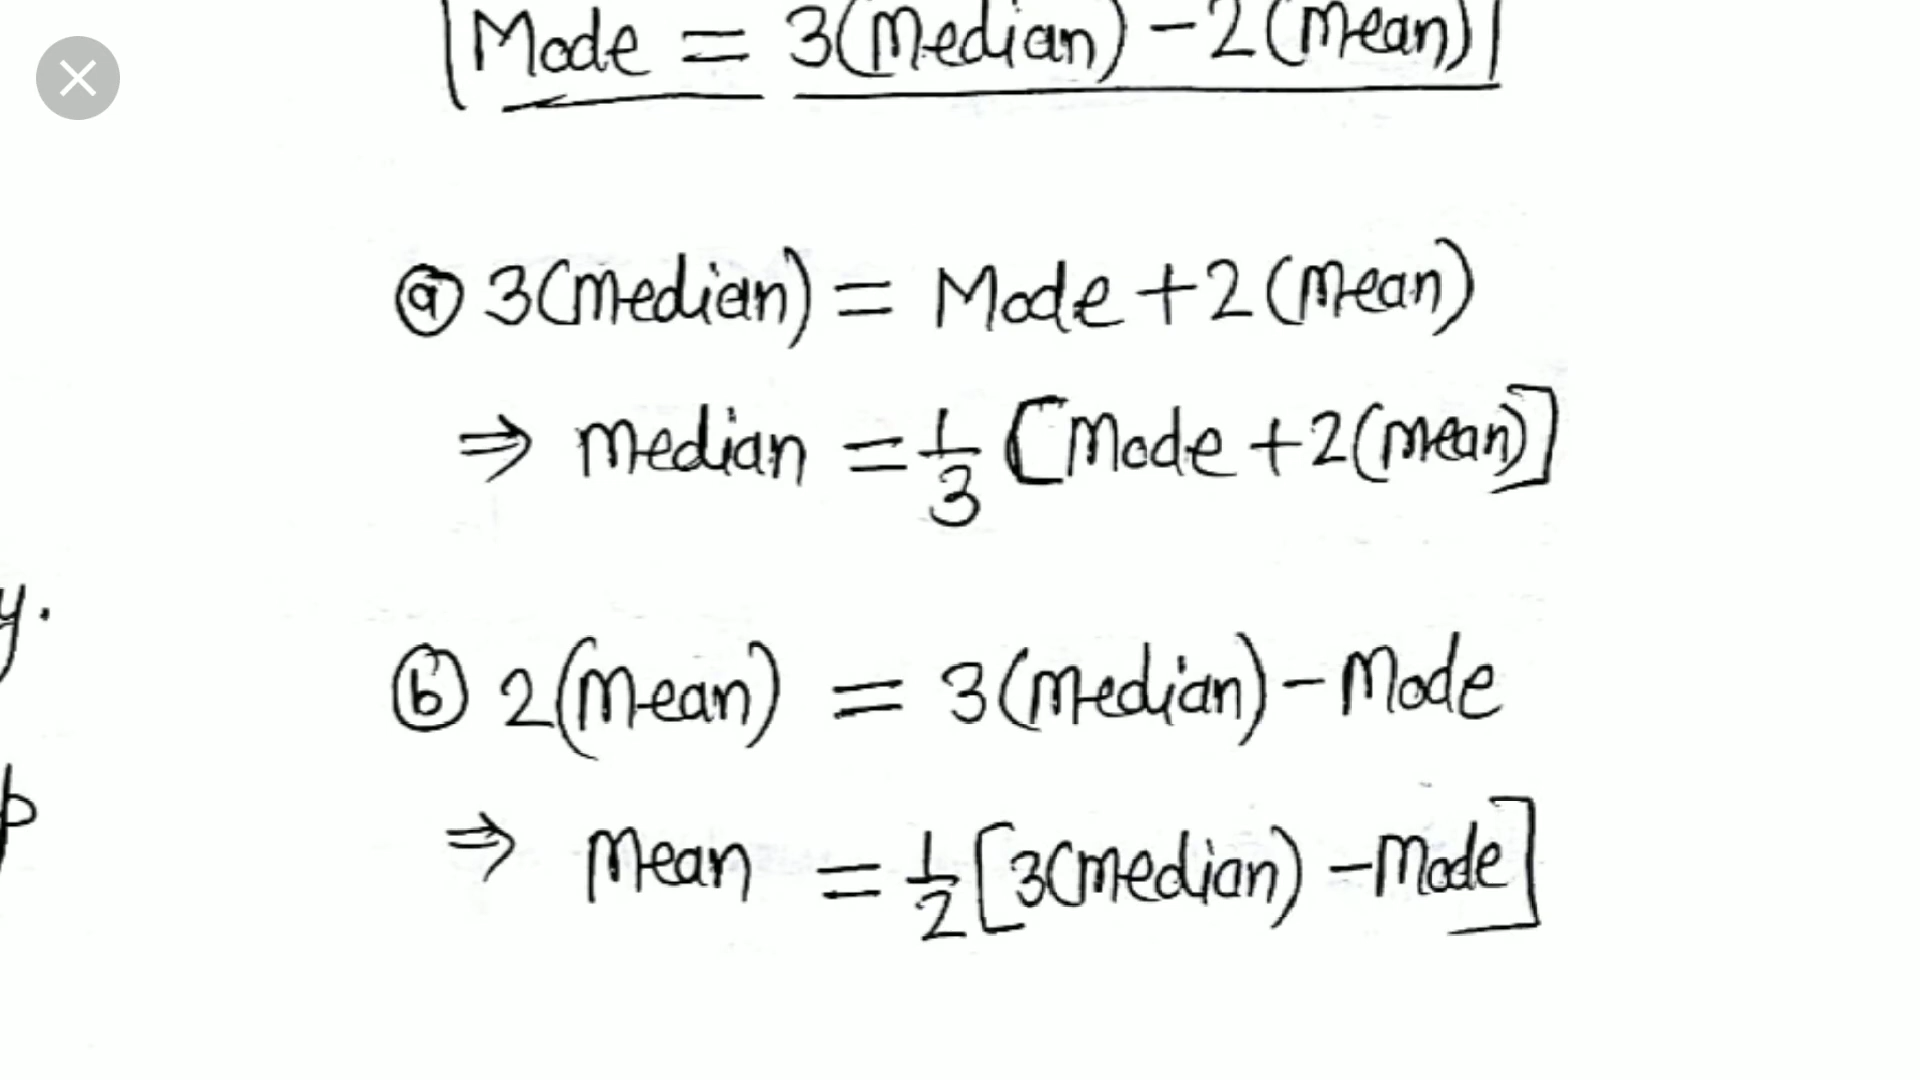 Mode = 3(Median) - 2(Mean)
ⓐ 3(Median) = Mode + 2(Mean)
⇒ Median = 1/3 [Mode + 2(Mean)]
y.
ⓑ 2(Mean) = 3(Median) - Mode
p
⇒ Mean = 1/2 [3(Median) - Mode]